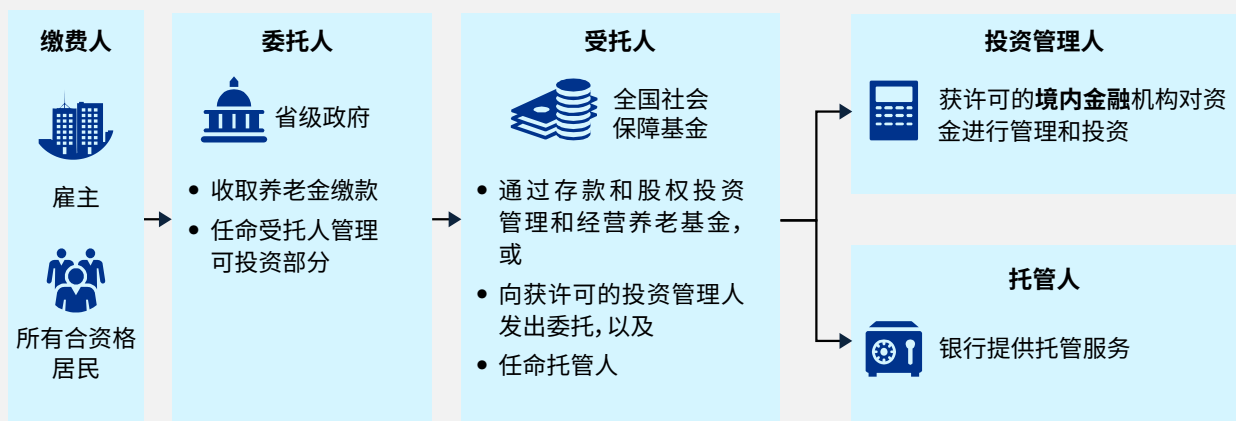 缴费人
雇主
所有合资格
居民
委托人
省级政府
• 收取养老金缴款
• 任命受托人管理
可投资部分
受托人
全国社会
保障基金
• 通过存款和股权投资
管理和经营养老基金，
或
• 向获许可的投资管理人
发出委托，以及
• 任命托管人
投资管理人
获许可的境内金融机构对资
金进行管理和投资
托管人
银行提供托管服务